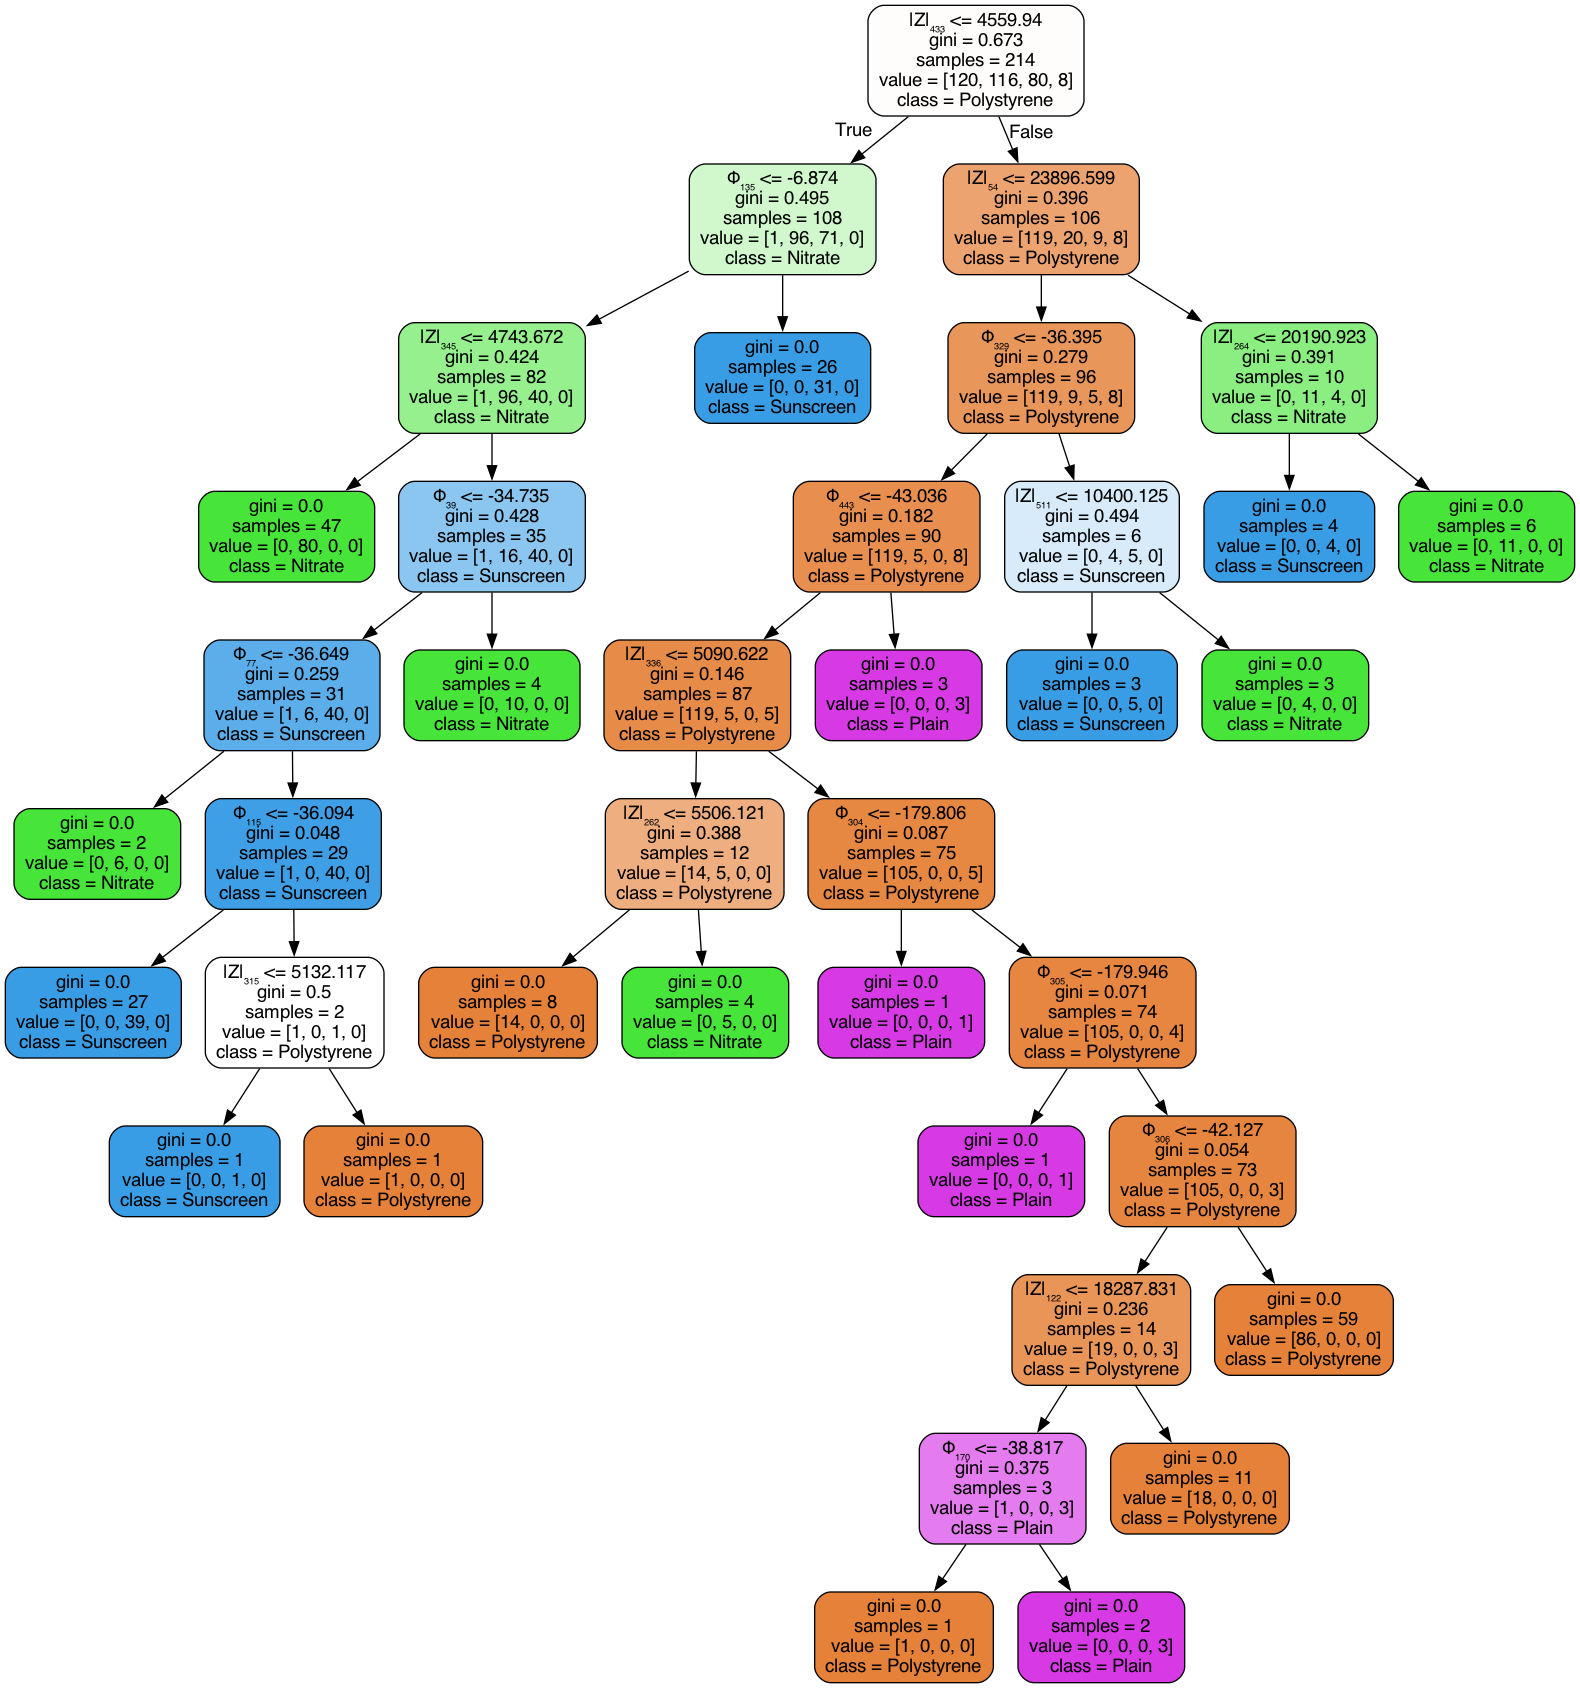 |Z|₄₃₃ <= 4559.94
gini = 0.673
samples = 214
value = [120, 116, 80, 8]
class = Polystyrene
True
False
Φ₁₃₅ <= -6.874
gini = 0.495
samples = 108
value = [1, 96, 71, 0]
class = Nitrate
|Z|₅₄ <= 23896.599
gini = 0.396
samples = 106
value = [119, 20, 9, 8]
class = Polystyrene
|Z|₃₄₅ <= 4743.672
gini = 0.424
samples = 82
value = [1, 96, 40, 0]
class = Nitrate
gini = 0.0
samples = 26
value = [0, 0, 31, 0]
class = Sunscreen
Φ₃₂₉ <= -36.395
gini = 0.279
samples = 96
value = [119, 9, 5, 8]
class = Polystyrene
|Z|₂₆₄ <= 20190.923
gini = 0.391
samples = 10
value = [0, 11, 4, 0]
class = Nitrate
gini = 0.0
samples = 47
value = [0, 80, 0, 0]
class = Nitrate
Φ₃₉ <= -34.735
gini = 0.428
samples = 35
value = [1, 16, 40, 0]
class = Sunscreen
Φ₄₄₃ <= -43.036
gini = 0.182
samples = 90
value = [119, 5, 0, 8]
class = Polystyrene
|Z|₅₁₁ <= 10400.125
gini = 0.494
samples = 6
value = [0, 4, 5, 0]
class = Sunscreen
gini = 0.0
samples = 4
value = [0, 0, 4, 0]
class = Sunscreen
gini = 0.0
samples = 6
value = [0, 11, 0, 0]
class = Nitrate
Φ₇₇ <= -36.649
gini = 0.259
samples = 31
value = [1, 6, 40, 0]
class = Sunscreen
gini = 0.0
samples = 4
value = [0, 10, 0, 0]
class = Nitrate
|Z|₃₃₆ <= 5090.622
gini = 0.146
samples = 87
value = [119, 5, 0, 5]
class = Polystyrene
gini = 0.0
samples = 3
value = [0, 0, 0, 3]
class = Plain
gini = 0.0
samples = 3
value = [0, 0, 5, 0]
class = Sunscreen
gini = 0.0
samples = 3
value = [0, 4, 0, 0]
class = Nitrate
gini = 0.0
samples = 2
value = [0, 6, 0, 0]
class = Nitrate
Φ₁₁₅ <= -36.094
gini = 0.048
samples = 29
value = [1, 0, 40, 0]
class = Sunscreen
|Z|₂₆₂ <= 5506.121
gini = 0.388
samples = 12
value = [14, 5, 0, 0]
class = Polystyrene
Φ₃₀₄ <= -179.806
gini = 0.087
samples = 75
value = [105, 0, 0, 5]
class = Polystyrene
gini = 0.0
samples = 27
value = [0, 0, 39, 0]
class = Sunscreen
|Z|₃₁₅ <= 5132.117
gini = 0.5
samples = 2
value = [1, 0, 1, 0]
class = Polystyrene
gini = 0.0
samples = 8
value = [14, 0, 0, 0]
class = Polystyrene
gini = 0.0
samples = 4
value = [0, 5, 0, 0]
class = Nitrate
gini = 0.0
samples = 1
value = [0, 0, 0, 1]
class = Plain
Φ₃₀₅ <= -179.946
gini = 0.071
samples = 74
value = [105, 0, 0, 4]
class = Polystyrene
gini = 0.0
samples = 1
value = [0, 0, 1, 0]
class = Sunscreen
gini = 0.0
samples = 1
value = [1, 0, 0, 0]
class = Polystyrene
gini = 0.0
samples = 1
value = [0, 0, 0, 1]
class = Plain
Φ₃₀₆ <= -42.127
gini = 0.054
samples = 73
value = [105, 0, 0, 3]
class = Polystyrene
|Z|₁₂₂ <= 18287.831
gini = 0.236
samples = 14
value = [19, 0, 0, 3]
class = Polystyrene
gini = 0.0
samples = 59
value = [86, 0, 0, 0]
class = Polystyrene
Φ₁₇₀ <= -38.817
gini = 0.375
samples = 3
value = [1, 0, 0, 3]
class = Plain
gini = 0.0
samples = 11
value = [18, 0, 0, 0]
class = Polystyrene
gini = 0.0
samples = 1
value = [1, 0, 0, 0]
class = Polystyrene
gini = 0.0
samples = 2
value = [0, 0, 0, 3]
class = Plain